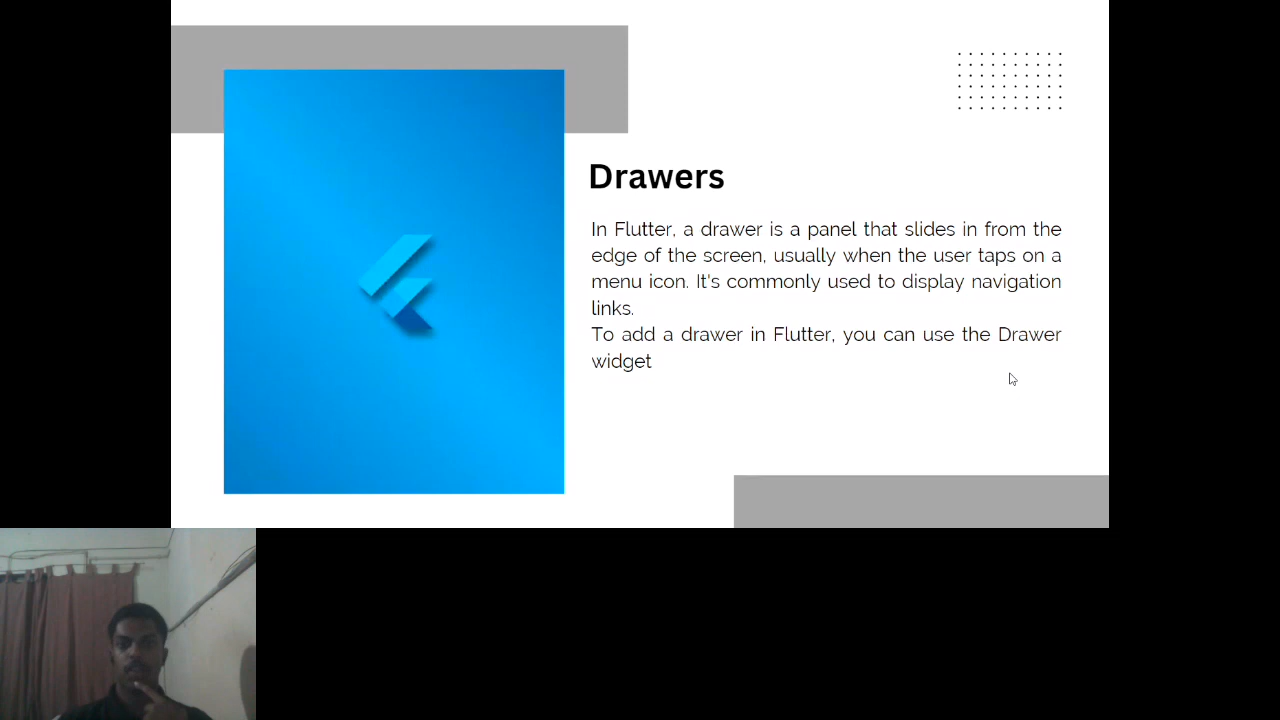 Drawers
In Flutter, a drawer is a panel that slides in from the
edge of the screen, usually when the user taps on a
menu icon. It's commonly used to display navigation
links.
To add a drawer in Flutter, you can use the Drawer
widget